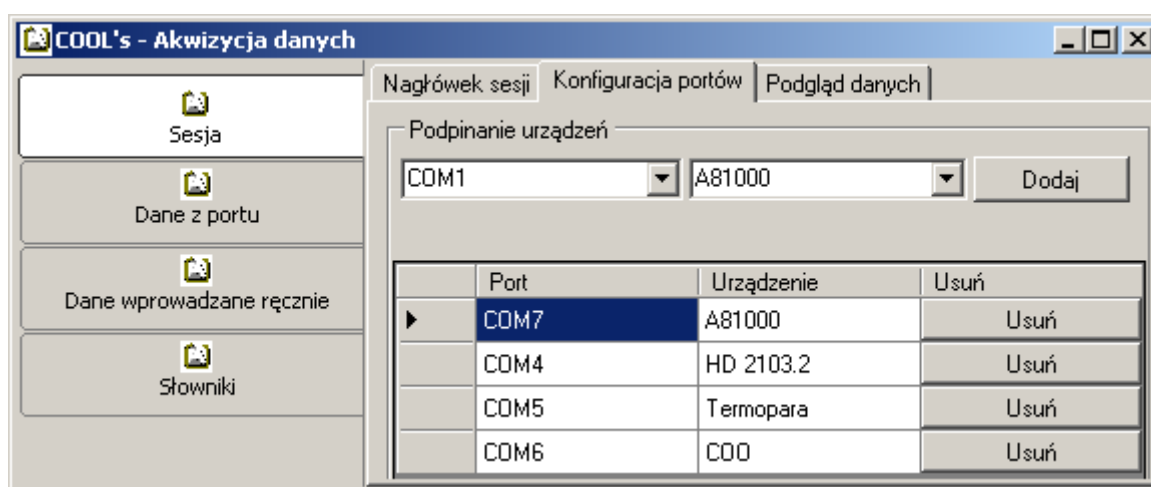 COOL's - Akwizycja danych
Sesja
Dane z portu
Dane wprowadzane ręcznie
Słowniki
Nagłówek sesji Konfiguracja portów Podgląd danych
Podpinanie urządzeń
COM1 A81000 Dodaj
Port Urządzenie Usuń
COM7 A81000 Usuń
COM4 HD 2103.2 Usuń
COM5 Termopara Usuń
COM6 COO Usuń